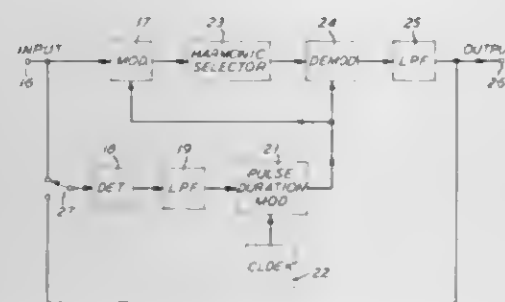 17
23
24
25
INPUT
MOD
HARMONIC
SELECTOR
DEMOD
LPF
OUTPUT
16
26
18
19
21
DET
LPF
PULSE
DURATION
MOD
27
CLOCK
22